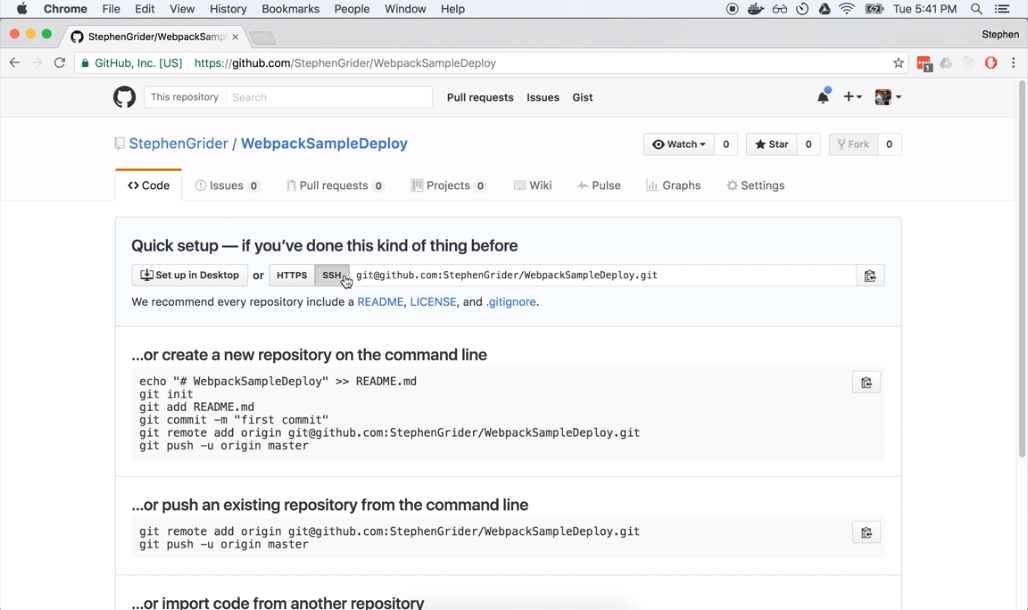 Chrome File Edit View History Bookmarks People Window Help Tue 5:41 PM
StephenGrider/WebpackSampl Stephen
GitHub, Inc. [US] https://github.com/StephenGrider/WebpackSampleDeploy 1
This repository Search Pull requests Issues Gist
StephenGrider / WebpackSampleDeploy Watch 0 Star 0 Fork 0
Code Issues 0 Pull requests 0 Projects 0 Wiki Pulse Graphs Settings
Quick setup — if you've done this kind of thing before
Set up in Desktop or HTTPS SSH git@github.com:StephenGrider/WebpackSampleDeploy.git
We recommend every repository include a README, LICENSE, and .gitignore.
...or create a new repository on the command line
echo "# WebpackSampleDeploy" >> README.md
git init
git add README.md
git commit -m "first commit"
git remote add origin git@github.com:StephenGrider/WebpackSampleDeploy.git
git push -u origin master
...or push an existing repository from the command line
git remote add origin git@github.com:StephenGrider/WebpackSampleDeploy.git
git push -u origin master
...or import code from another repository